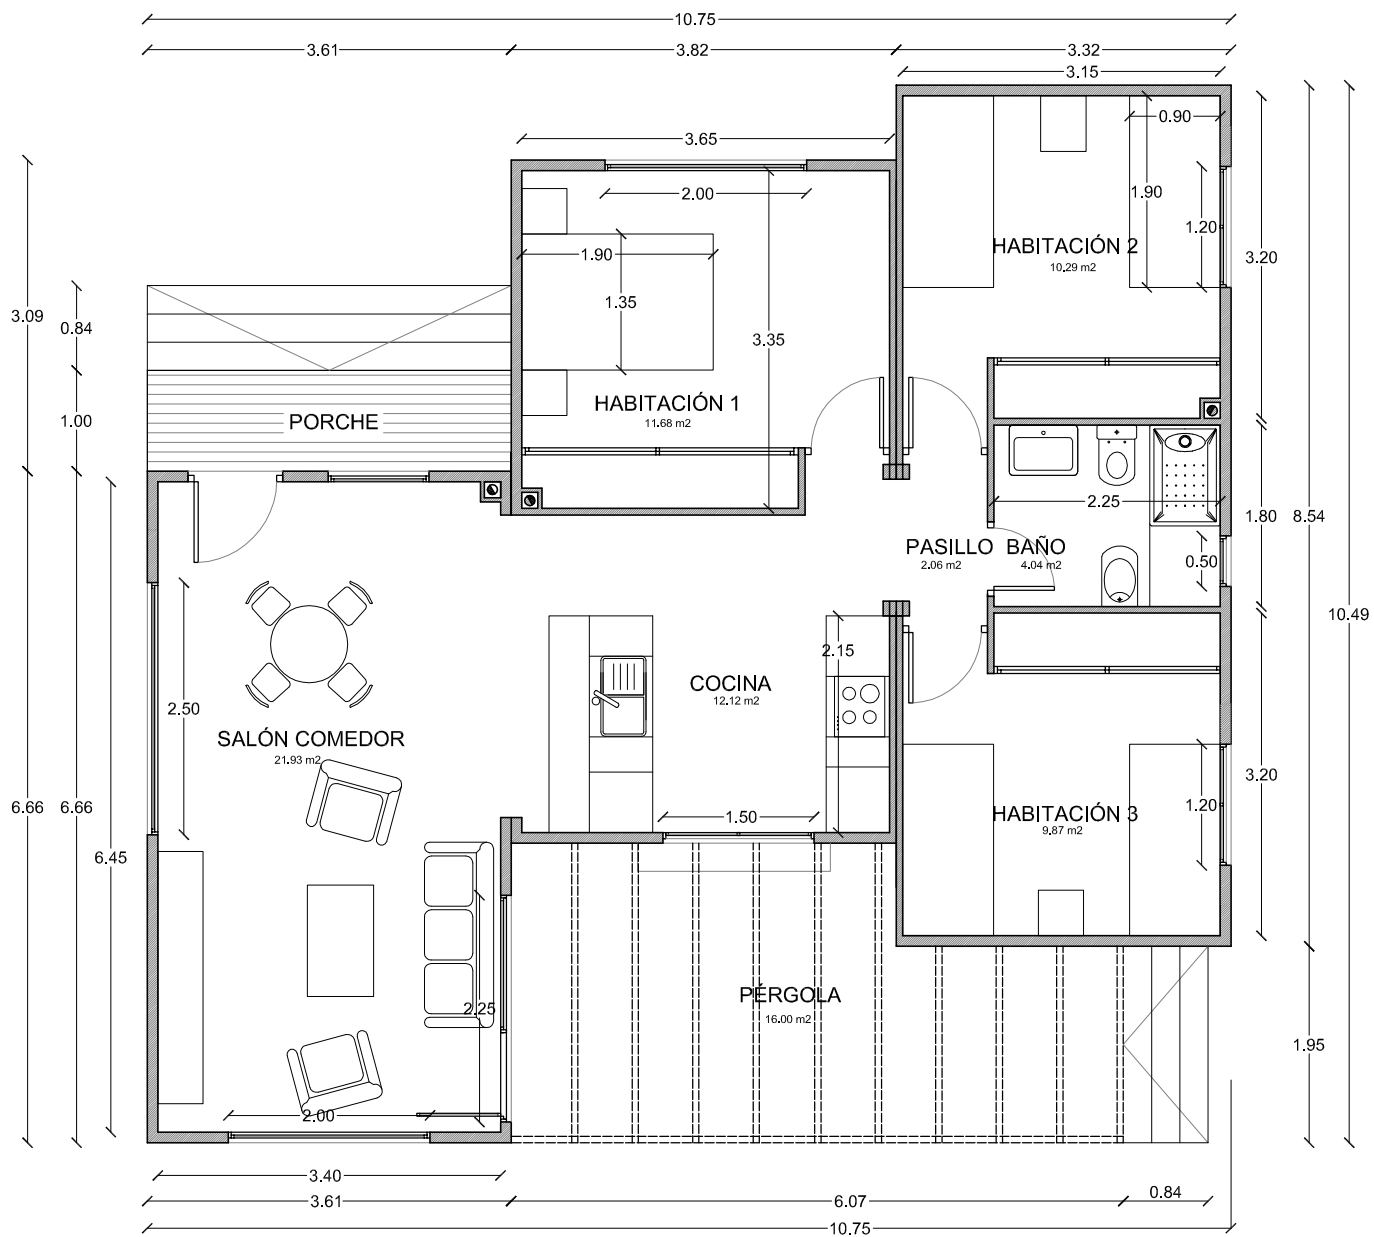 10.75
3.61
3.82
3.32
3.15
0.90
3.65
2.00
1.90
1.20
HABITACIÓN 2
10.29 m2
3.20
1.90
1.35
3.09
0.84
3.35
HABITACIÓN 1
11.68 m2
1.00
PORCHE
2.25
1.80
8.54
PASILLO
2.06 m2
BAÑO
4.04 m2
0.50
10.49
2.15
COCINA
12.12 m2
2.50
SALÓN COMEDOR
21.93 m2
3.20
6.66
6.66
1.20
HABITACIÓN 3
9.87 m2
1.50
6.45
PÉRGOLA
16.00 m2
2.25
1.95
2.00
3.40
3.61
6.07
0.84
10.75